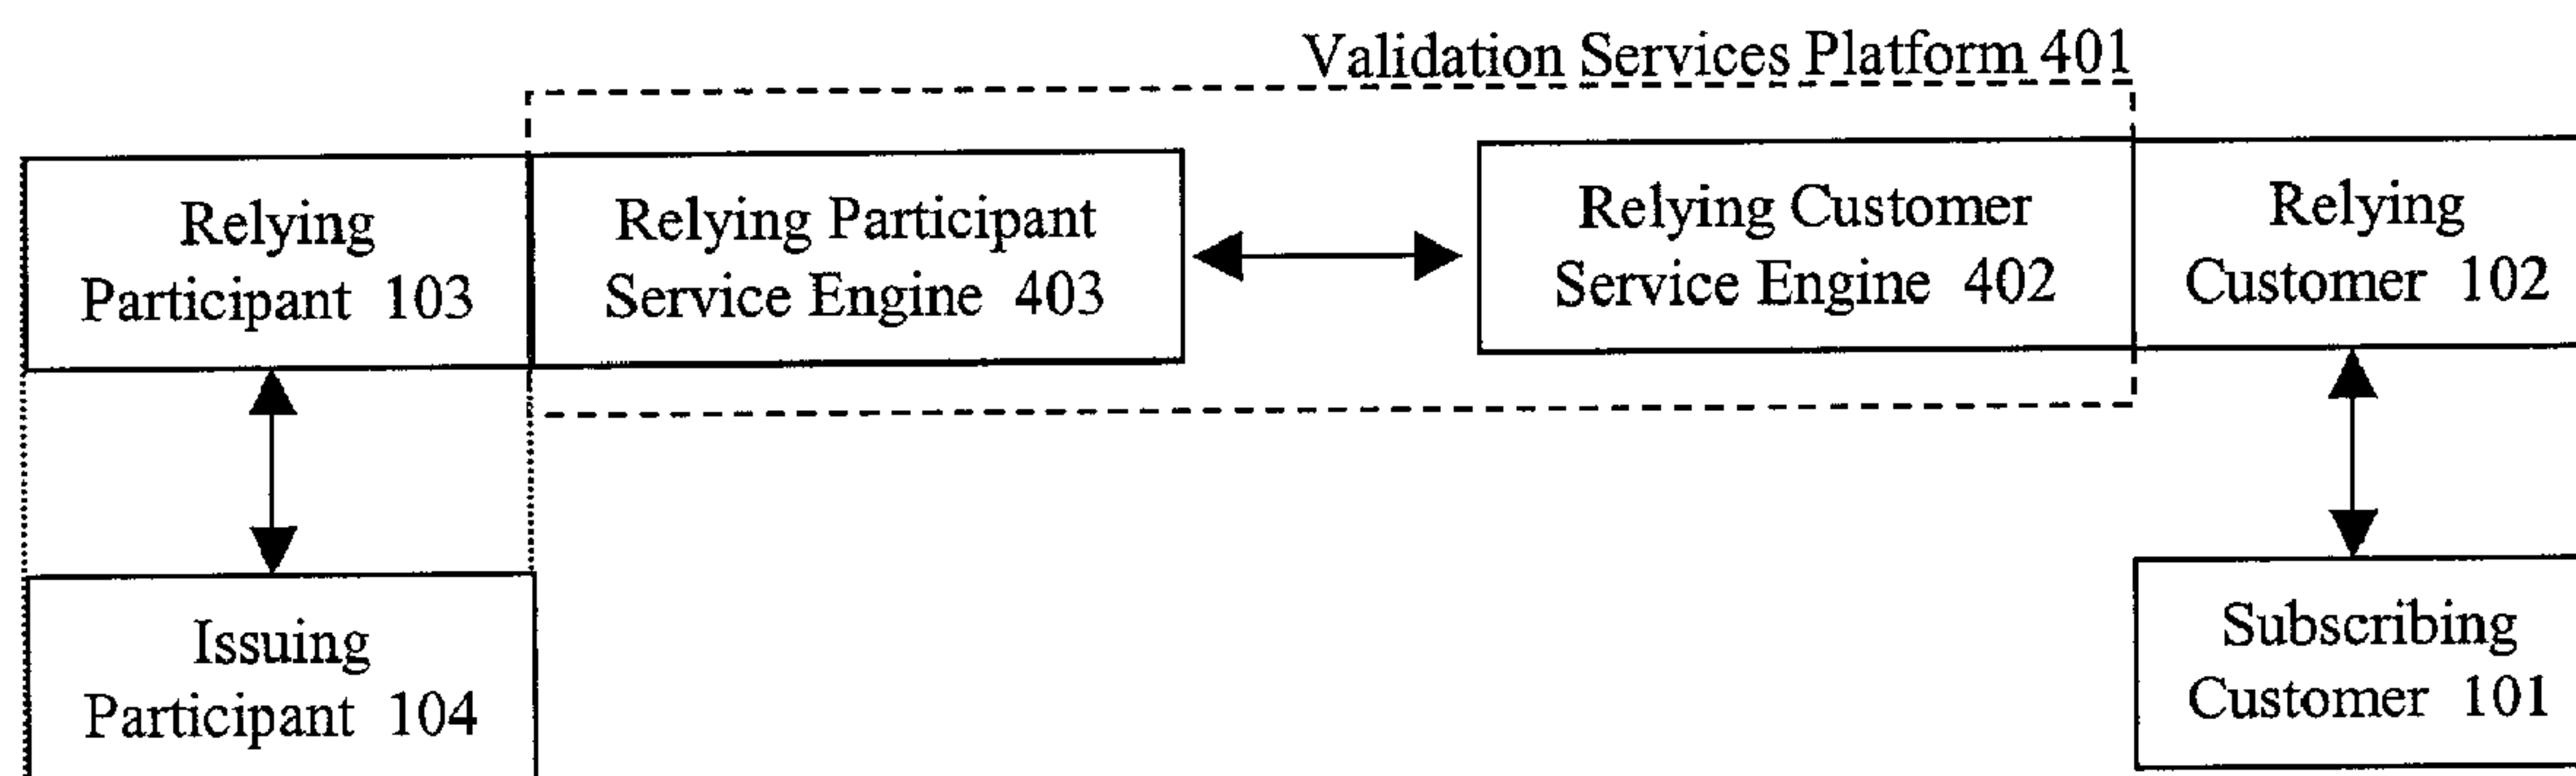 Validation Services Platform 401
Relying
Participant 103
Relying Participant
Service Engine 403
Relying Customer
Service Engine 402
Relying
Customer 102
Issuing
Participant 104
Subscribing
Customer 101